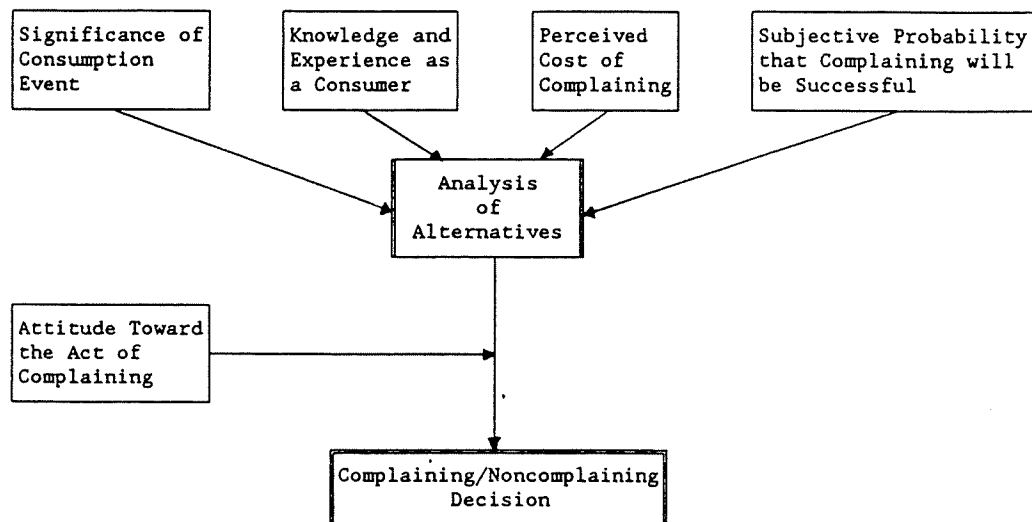 Significance of
Consumption
Event
Knowledge and
Experience as
a Consumer
Perceived
Cost of
Complaining
Subjective Probability
that Complaining will
be Successful
Analysis
of
Alternatives
Attitude Toward
the Act of
Complaining
Complaining/Noncomplaining
Decision